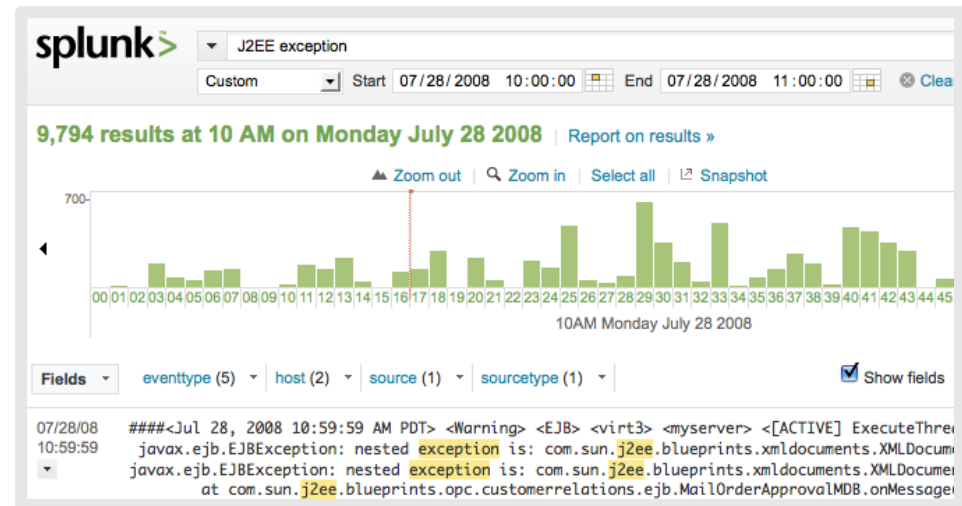 splunk>
J2EE exception
Custom Start 07/28/2008 10:00:00 End 07/28/2008 11:00:00 Clea
9,794 results at 10 AM on Monday July 28 2008 | Report on results »
Zoom out | Zoom in | Select all | Snapshot
700-
00 01 02 03 04 05 06 07 08 09 10 11 12 13 14 15 16 17 18 19 20 21 22 23 24 25 26 27 28 29 30 31 32 33 34 35 36 37 38 39 40 41 42 43 44 45
10AM Monday July 28 2008
Fields eventtype (5) host (2) source (1) sourcetype (1) Show fields
07/28/08 ####<Jul 28, 2008 10:59:59 AM PDT> <Warning> <EJB> <virt3> <myserver> <[ACTIVE] ExecuteThre
10:59:59 javax.ejb.EJBException: nested exception is: com.sun.j2ee.blueprints.xmldocuments.XMLDocume
javax.ejb.EJBException: nested exception is: com.sun.j2ee.blueprints.xmldocuments.XMLDocume
at com.sun.j2ee.blueprints.opc.customerrelations.ejb.MailOrderApprovalMDB.onMessage(